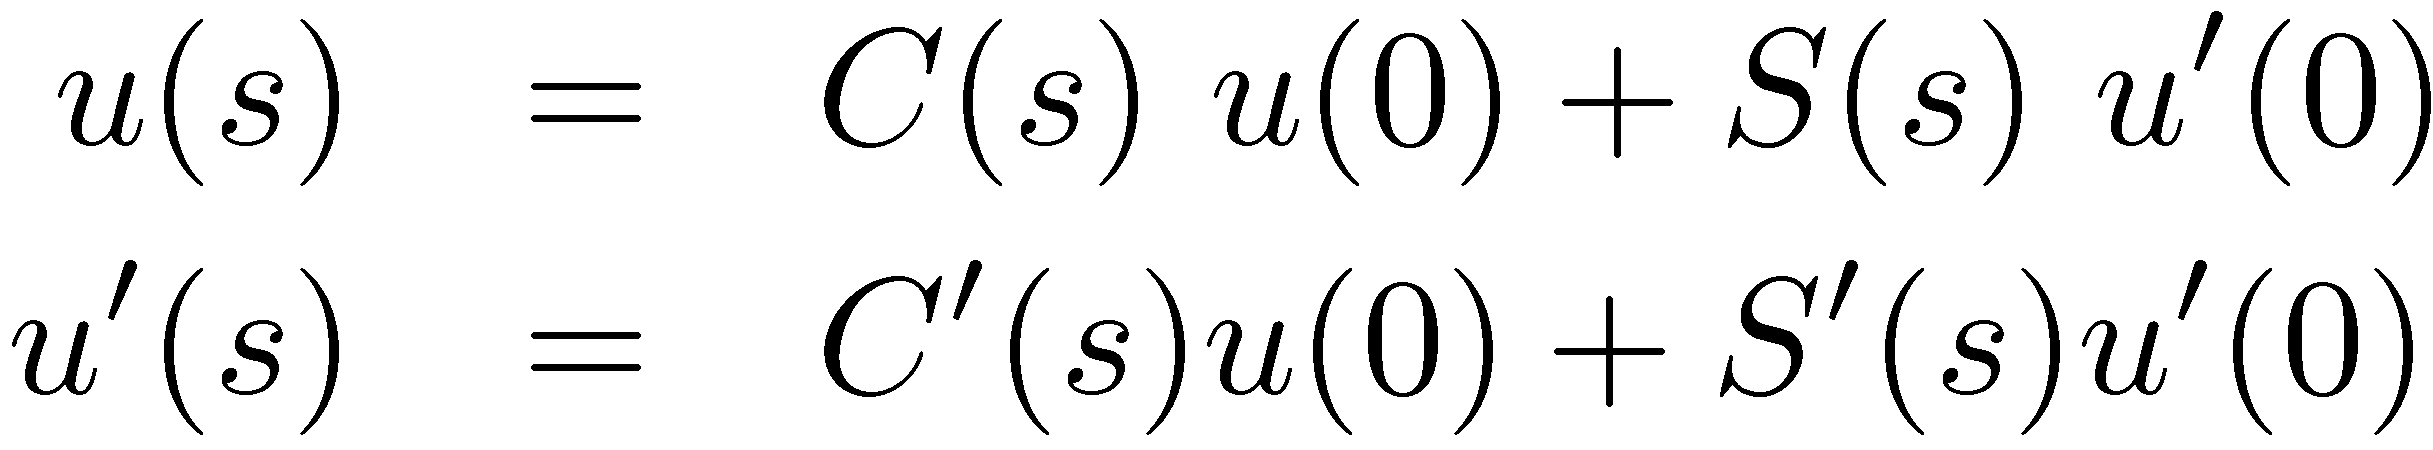 u(s) = C(s) u(0) + S(s) u′(0)
u′(s) = C′(s)u(0) + S′(s)u′(0)